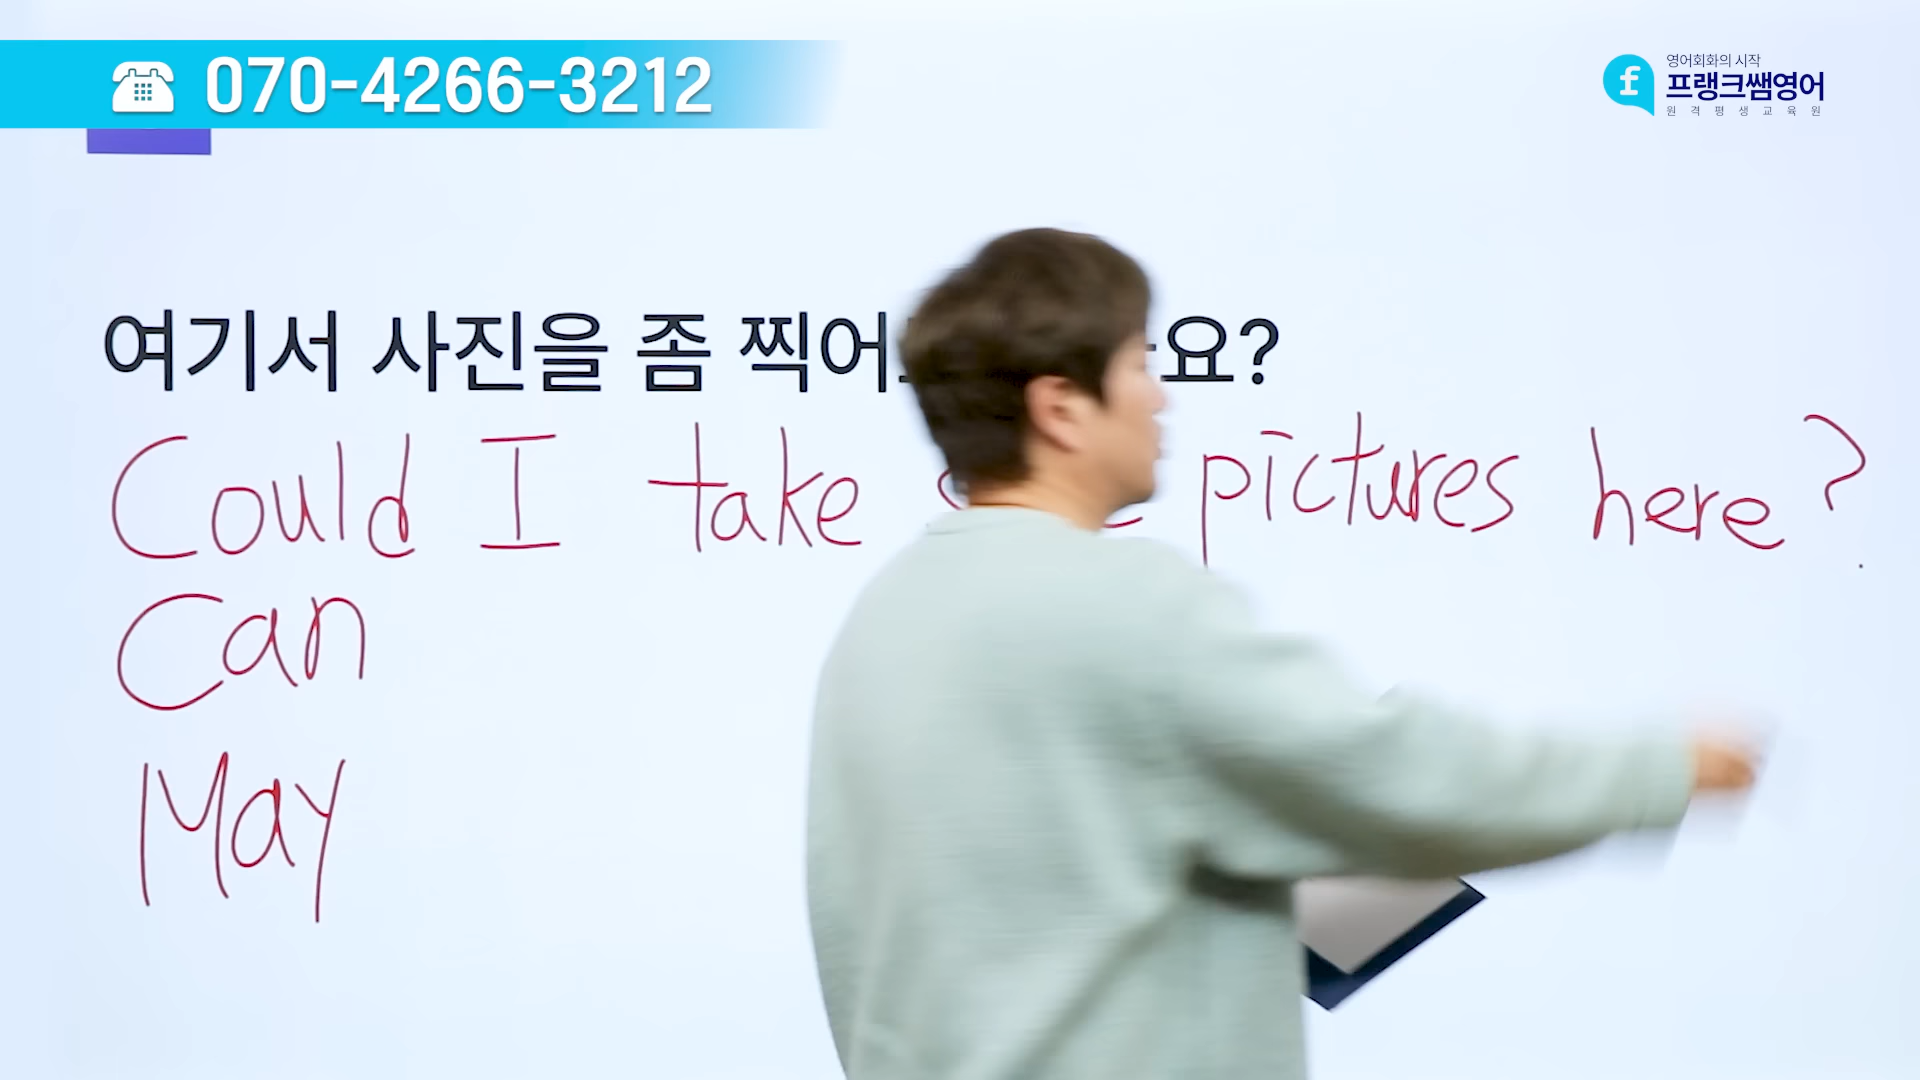 070-4266-3212
영어회화의 시작
프랭크쌤영어
원격평생교육원
여기서 사진을 좀 찍어 요?
Could I take pictures here?
Can
May